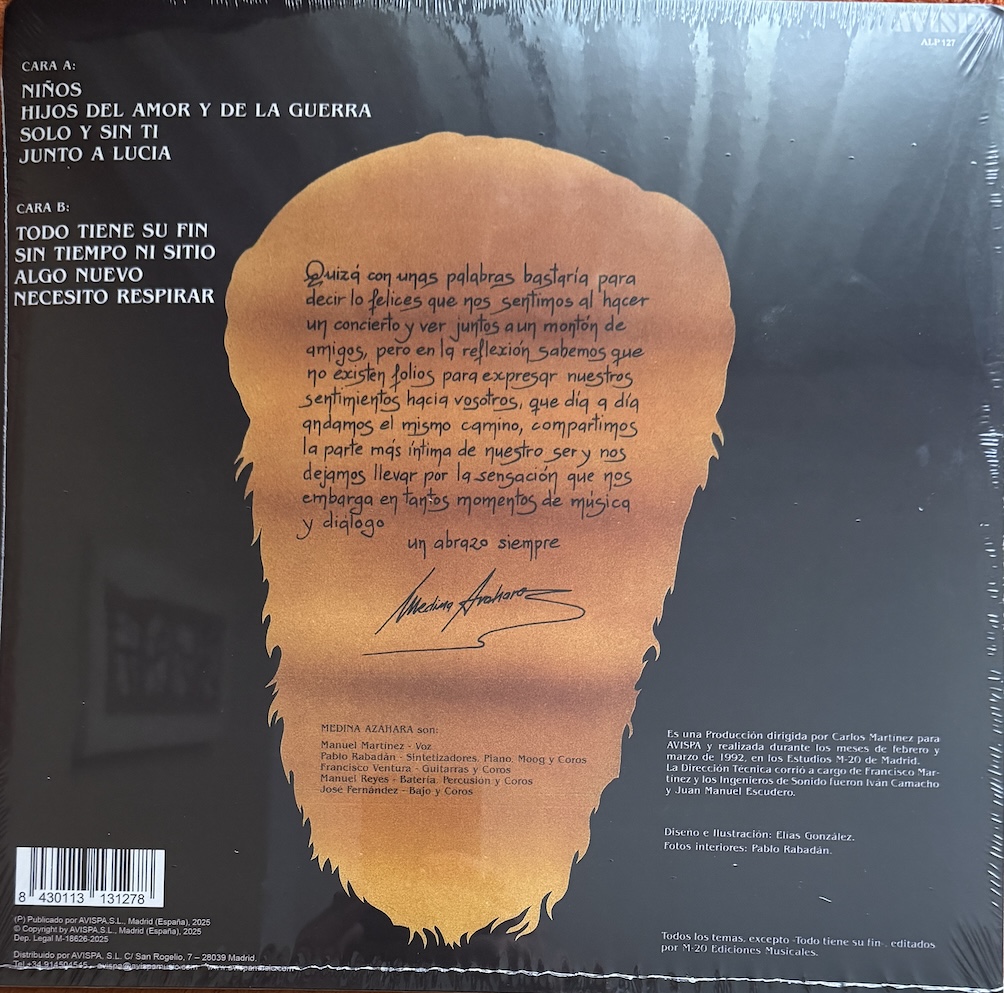 AVISPA
ALP 127
CARA A:
NIÑOS
HIJOS DEL AMOR Y DE LA GUERRA
SOLO Y SIN TI
JUNTO A LUCIA
CARA B:
TODO TIENE SU FIN
SIN TIEMPO NI SITIO
ALGO NUEVO
NECESITO RESPIRAR
Quizá con unas palabras bastaría para
decir lo felices que nos sentimos al hacer
un concierto y ver juntos a un montón de
amigos, pero en la reflexión sabemos que
no existen folios para expresar nuestros
sentimientos hacia vosotros, que día a día
andamos el mismo camino, compartimos
la parte más íntima de nuestro ser y nos
dejamos llevar por la sensación que nos
embarga en tantos momentos de música
y diálogo
un abrazo siempre
Medina Azahara
MEDINA AZAHARA son:
Manuel Martínez - Voz
Pablo Rabadán - Sintetizadores, Piano, Moog y Coros
Francisco Ventura - Guitarras y Coros
Manuel Reyes - Batería, Percusión y Coros
José Fernández - Bajo y Coros
Es una Producción dirigida por Carlos Martínez para
AVISPA y realizada durante los meses de febrero y
marzo de 1992, en los Estudios M-20 de Madrid.
La Dirección Técnica corrió a cargo de Francisco Mar-
tínez y los Ingenieros de Sonido fueron Iván Camacho
y Juan Manuel Escudero.
Diseno e Ilustración: Elías González.
Fotos interiores: Pablo Rabadán.
Todos los temas, excepto «Todo tiene su fin», editados
por M-20 Ediciones Musicales.
8 430113 131278
(P) Publicado por AVISPA,S.L., Madrid (España), 2025
© Copyright by AVISPA,S.L., Madrid (España), 2025
Dep. Legal M-18626-2025
Distribuido por AVISPA, S.L. C/ San Rogelio, 7 – 28039 Madrid.
Tel +34 914504545 avispa@avispamusic.com